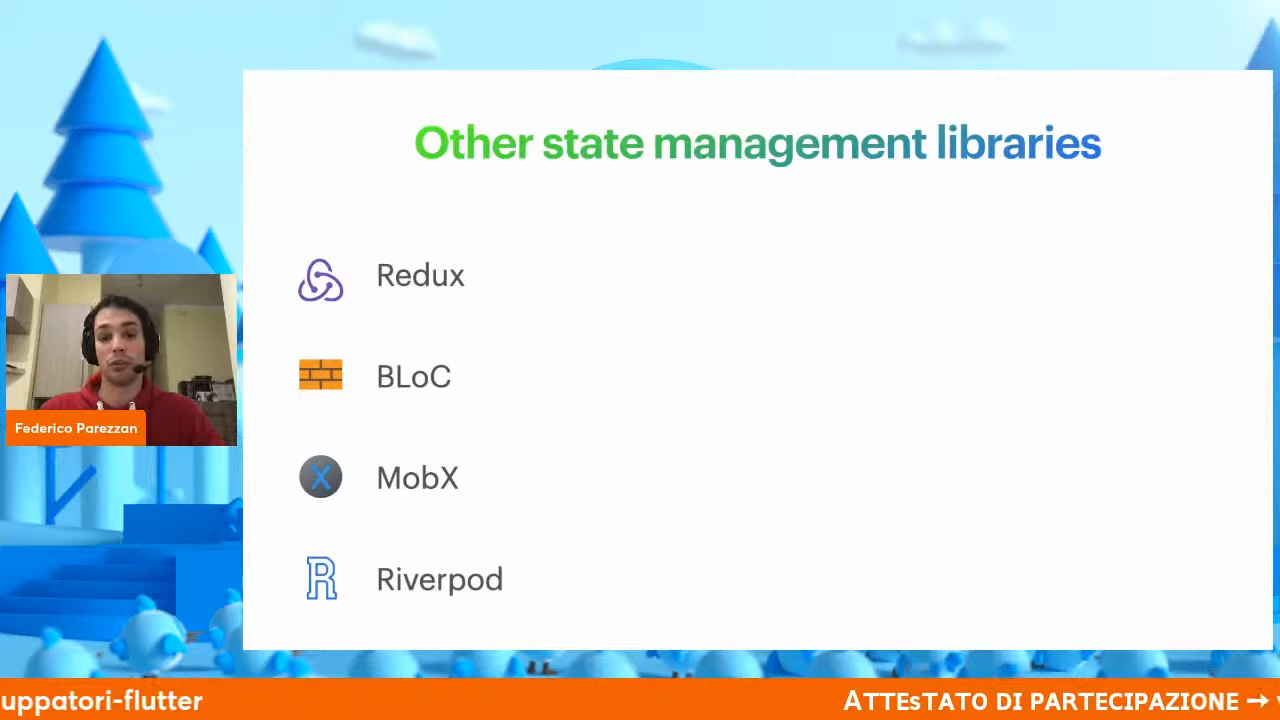 Other state management libraries
Redux
BLoC
MobX
Riverpod
Federico Parezzan
uppatori-flutter
ATTEsTATO DI PARTECIPAZIONE →